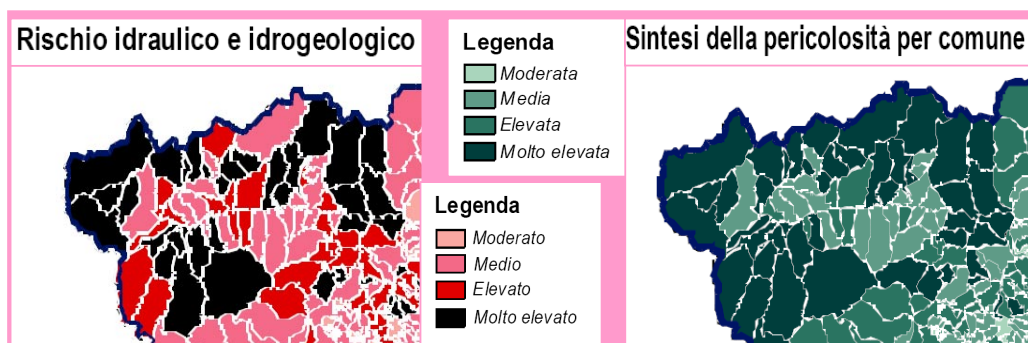 Rischio idraulico e idrogeologico
Legenda
Moderata
Media
Elevata
Molto elevata
Legenda
Moderato
Medio
Elevato
Molto elevato
Sintesi della pericolosità per comune